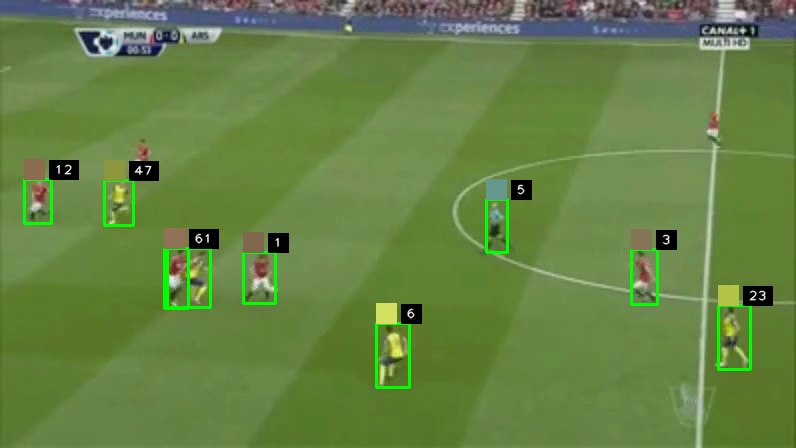 experiences
experiences
CANAL+ 1
MULTI HD
MUN 0:0 ARS
00:53
12
47
5
61
1
3
23
6